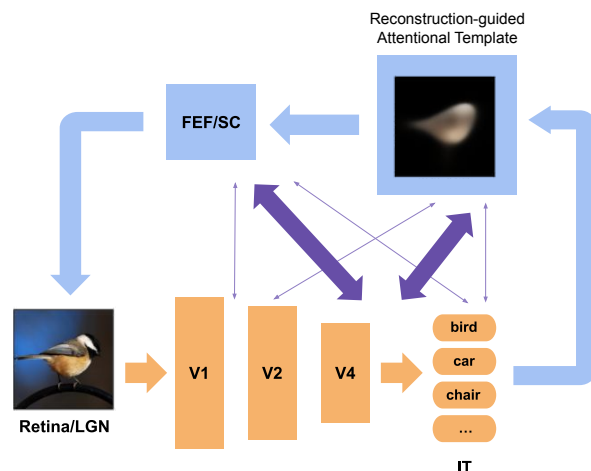 Reconstruction-guided
Attentional Template
FEF/SC
Retina/LGN
V1
V2
V4
bird
car
chair
...
IT